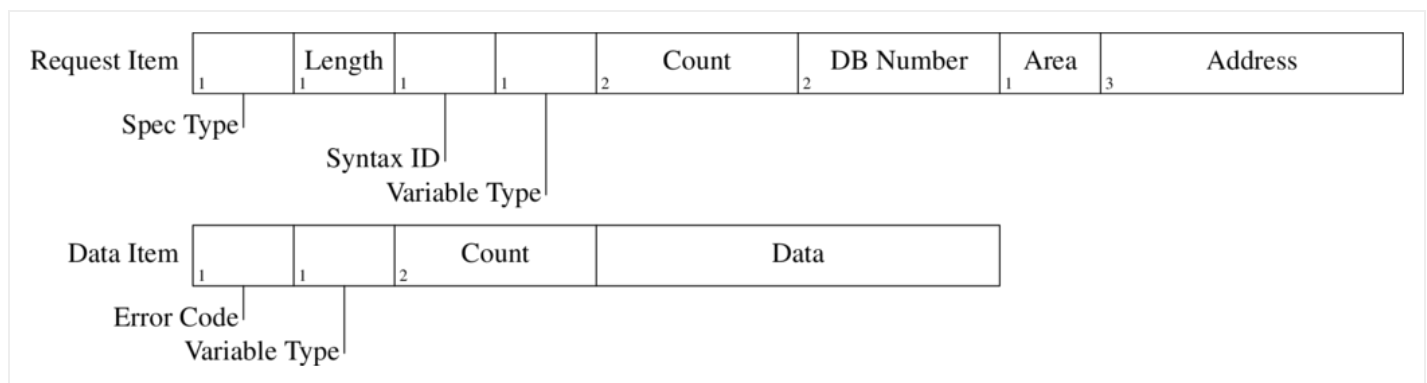 Request Item Length Count DB Number Area Address
1 1 1 1 2 2 1 3
Spec Type
Syntax ID
Variable Type
Data Item Count Data
1 1 2
Error Code
Variable Type